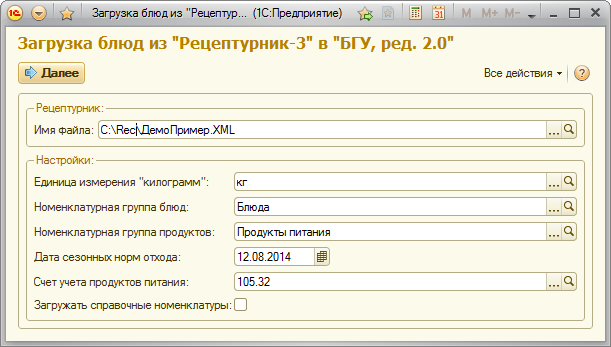 Загрузка блюд из "Рецептур... (1С:Предприятие)
M M+ M-
Загрузка блюд из "Рецептурник-3" в "БГУ, ред. 2.0"
Далее
Все действия
Рецептурник:
Имя Файла: C:\Rec\ДемоПример.XML
Настройки:
Единица измерения "килограмм": кг
Номенклатурная группа блюд: Блюда
Номенклатурная группа продуктов: Продукты питания
Дата сезонных норм отхода: 12.08.2014
Счет учета продуктов питания: 105.32
Загружать справочные номенклатуры: